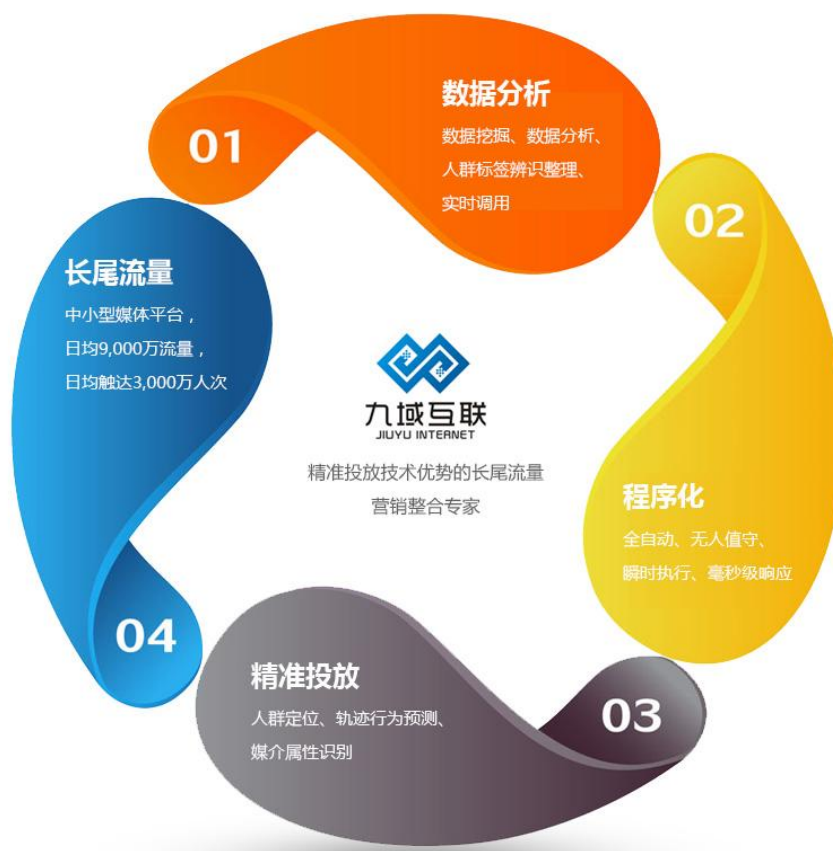 01
数据分析
数据挖掘、数据分析、
人群标签辨识整理、
实时调用
02
程序化
全自动、无人值守、
瞬时执行、毫秒级响应
03
精准投放
人群定位、轨迹行为预测、
媒介属性识别
04
长尾流量
中小型媒体平台，
日均9,000万流量，
日均触达3,000万人次
九域互联
JIUYU INTERNET
精准投放技术优势的长尾流量
营销整合专家